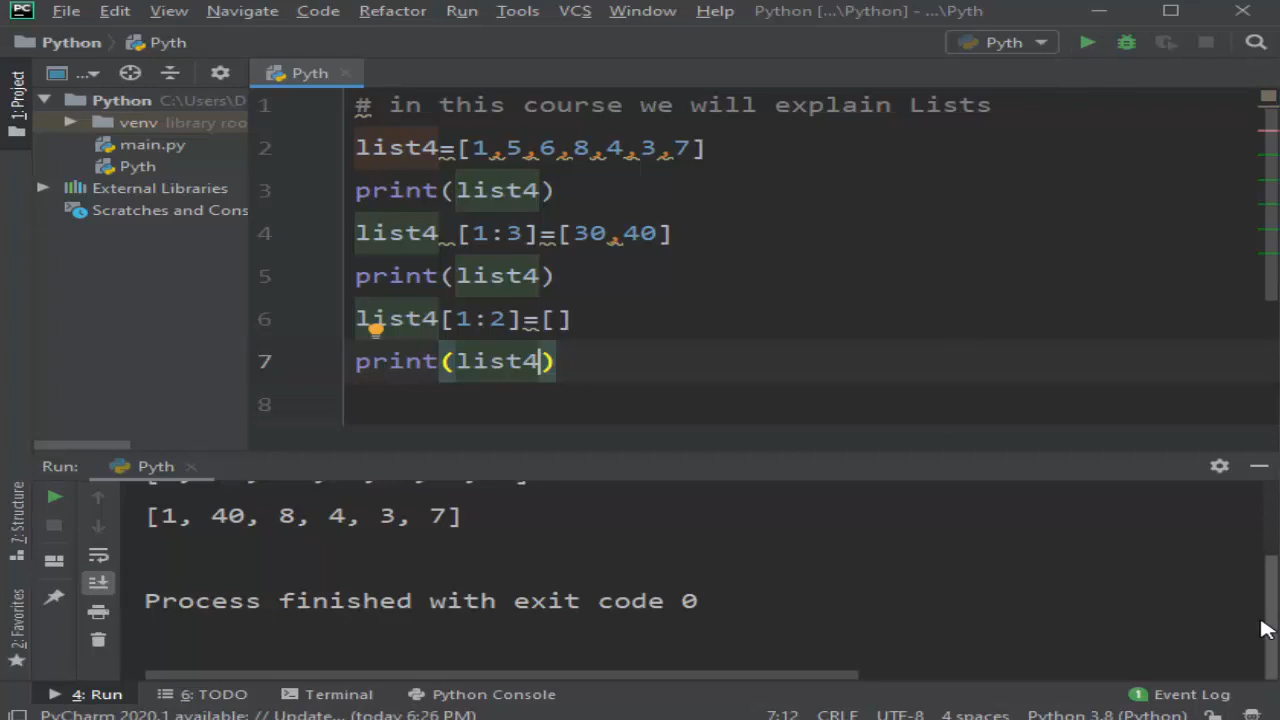 PC File Edit View Navigate Code Refactor Run Tools VCS Window Help Python [...\Python] - ...\Pyth
Python Pyth Pyth
1: Project ... Pyth
Python C:\Users\D
venv library roo
main.py
Pyth
External Libraries
Scratches and Cons
1 # in this course we will explain Lists
2 list4=[1,5,6,8,4,3,7]
3 print(list4)
4 list4 [1:3]=[30,40]
5 print(list4)
6 list4[1:2]=[]
7 print(list4)
8
Run: Pyth
[1, 40, 8, 4, 3, 7]
Process finished with exit code 0
7: Structure
2: Favorites
4: Run 6: TODO Terminal Python Console 1 Event Log
PyCharm 2020.1 available: // Update... (today 6:26 PM) 7:12 CRLF UTF-8 4 spaces Python 3.8 (Python)